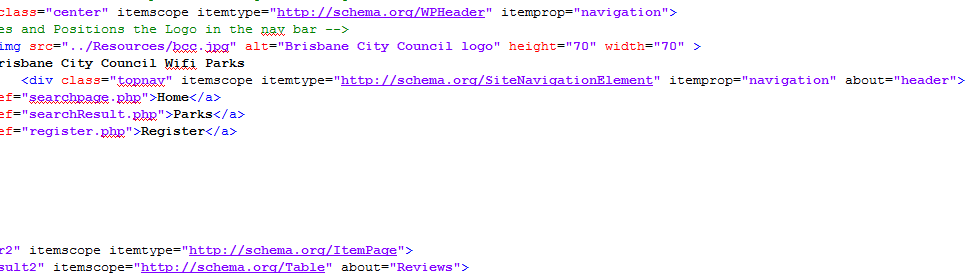 class="center" itemscope itemtype="http://schema.org/WPHeader" itemprop="navigation">
es and Positions the Logo in the nav bar -->
img src="../Resources/bcc.jpg" alt="Brisbane City Council logo" height="70" width="70" >
risbane City Council Wifi Parks
<div class="topnav" itemscope itemtype="http://schema.org/SiteNavigationElement" itemprop="navigation" about="header">
ef="searchpage.php">Home</a>
ef="searchResult.php">Parks</a>
ef="register.php">Register</a>
r2" itemscope itemtype="http://schema.org/ItemPage">
sult2" itemscope="http://schema.org/Table" about="Reviews">